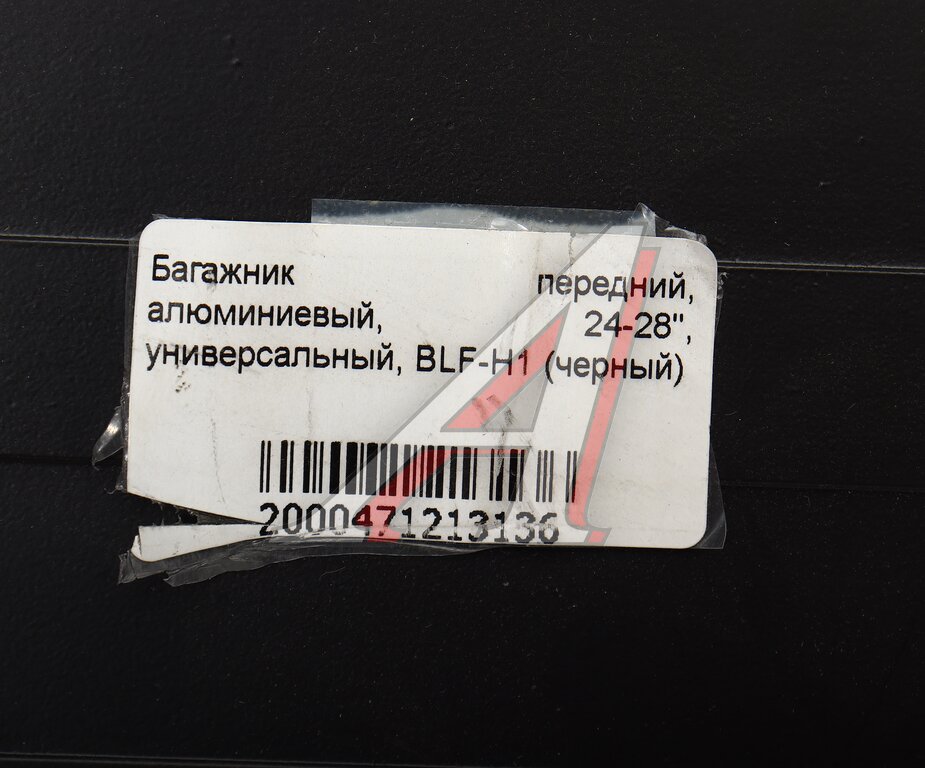 Багажник передний,
алюминиевый, 24-28",
универсальный, BLF-H1 (черный)
2000471213136